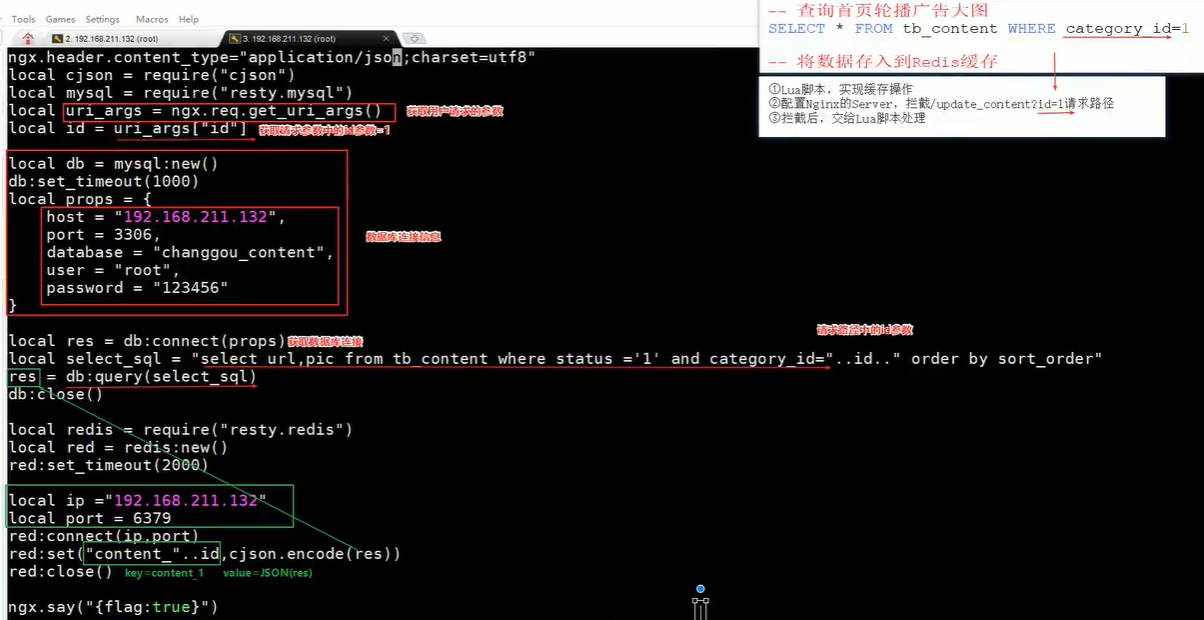 Tools Games Settings Macros Help
2. 192.168.211.132 (root)
3. 192.168.211.132 (root)
-- 查询首页轮播广告大图
SELECT * FROM tb_content WHERE category_id=1
-- 将数据存入到Redis缓存
①Lua脚本，实现缓存操作
②配置Nginx的Server，拦截/update_content?id=1请求路径
③拦截后，交给Lua脚本处理
ngx.header.content_type="application/json;charset=utf8"
local cjson = require("cjson")
local mysql = require("resty.mysql")
local uri_args = ngx.req.get_uri_args() 获取用户请求的参数
local id = uri_args["id"] 获取请求参数中的id参数=1
local db = mysql:new()
db:set_timeout(1000)
local props = {
host = "192.168.211.132",
port = 3306,
database = "changgou_content",
user = "root",
password = "123456"
}
数据库连接信息
local res = db:connect(props) 获取数据库连接
请求路径中的id参数
local select_sql = "select url,pic from tb_content where status ='1' and category_id="..id.." order by sort_order"
res = db:query(select_sql)
db:close()
local redis = require("resty.redis")
local red = redis:new()
red:set_timeout(2000)
local ip ="192.168.211.132"
local port = 6379
red:connect(ip,port)
red:set("content_"..id,cjson.encode(res))
red:close() key=content_1 value=JSON(res)
ngx.say("{flag:true}")